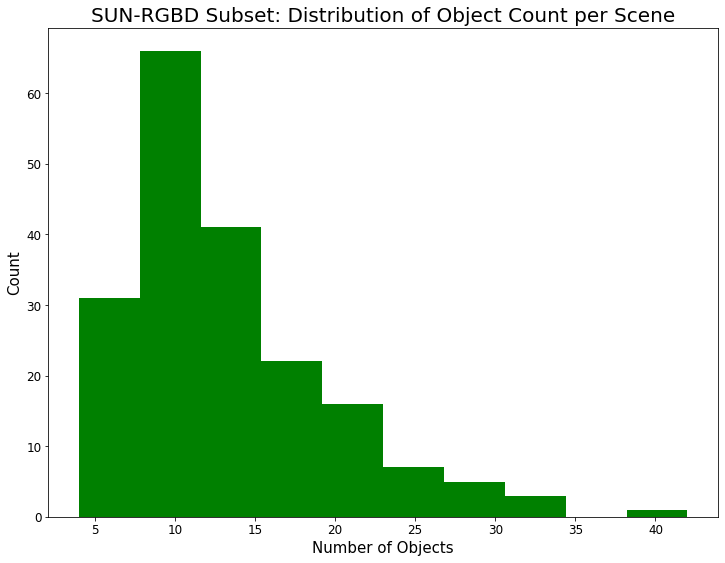 SUN-RGBD Subset: Distribution of Object Count per Scene
Count
60
50
40
30
20
10
0
5 10 15 20 25 30 35 40
Number of Objects